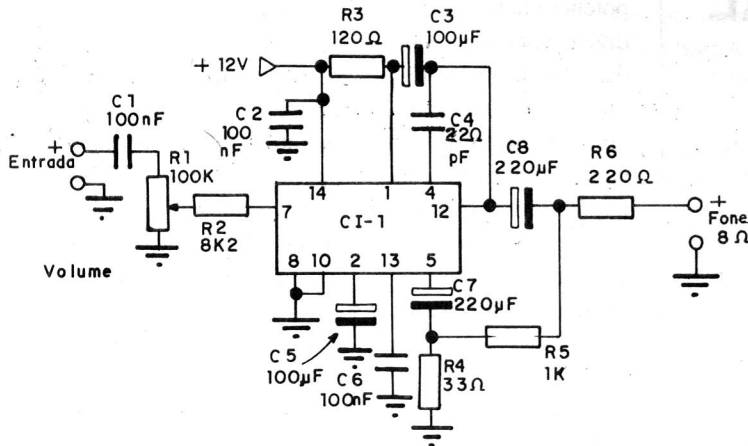 R3
120Ω
C3
100µF
+ 12V
C1
100nF
C2
100
nF
C4
22Ω
pF
C8
220µF
R6
220Ω
+
Entrada
R1
100K
14
1
4
7
12
CI-1
+
Fone
8Ω
R2
8K2
Volume
8
10
2
13
5
C7
220µF
C5
100µF
C6
100nF
R4
33Ω
R5
1K